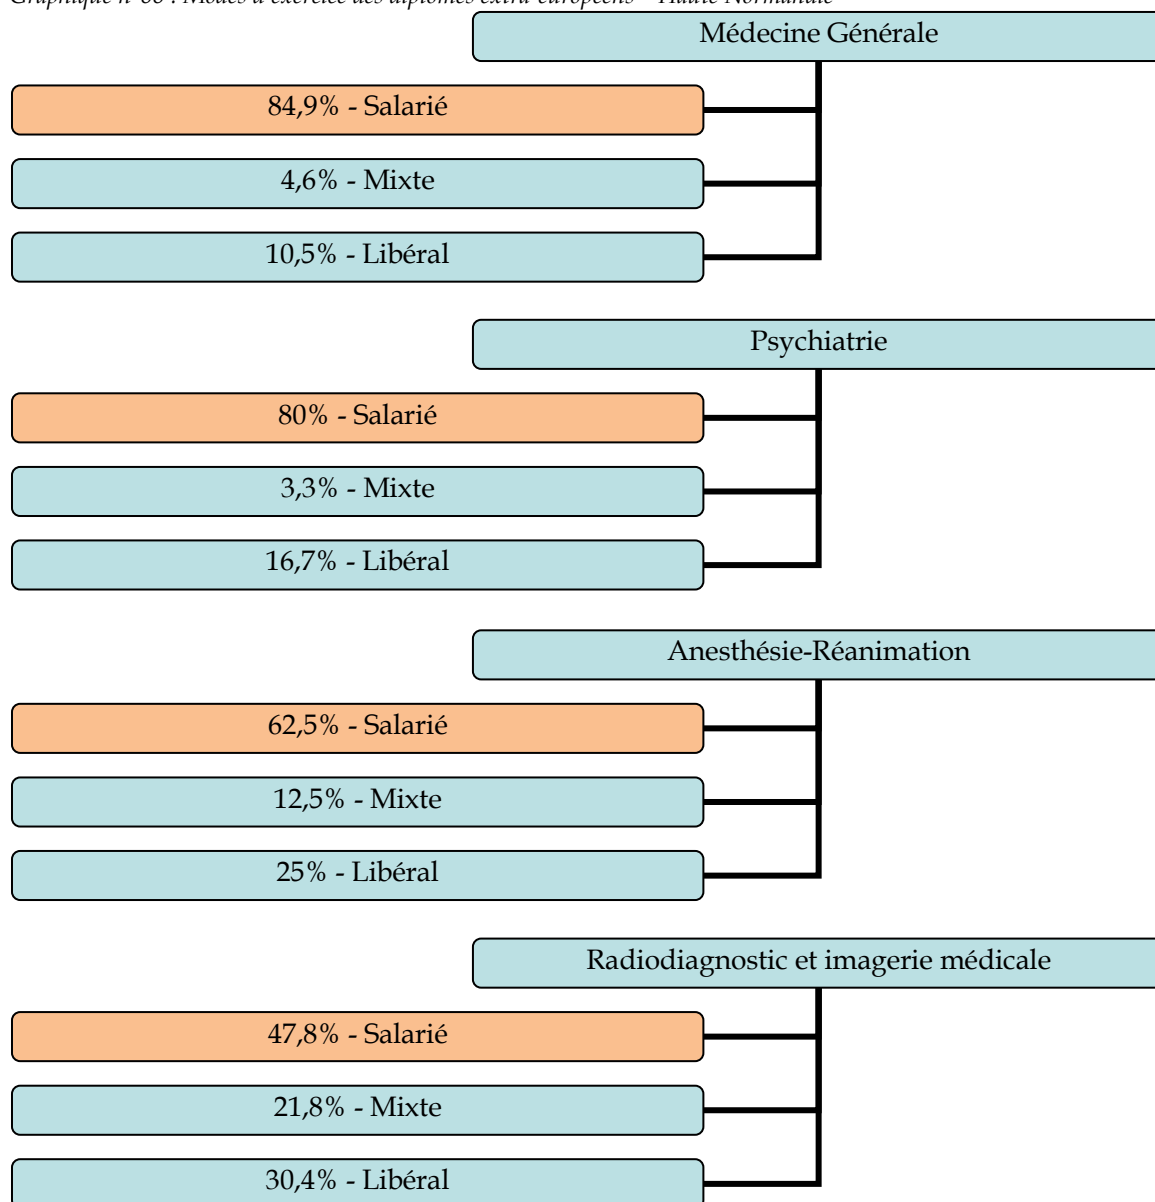 Médecine Générale
84,9% - Salarié
4,6% - Mixte
10,5% - Libéral
Psychiatrie
80% - Salarié
3,3% - Mixte
16,7% - Libéral
Anesthésie-Réanimation
62,5% - Salarié
12,5% - Mixte
25% - Libéral
Radiodiagnostic et imagerie médicale
47,8% - Salarié
21,8% - Mixte
30,4% - Libéral